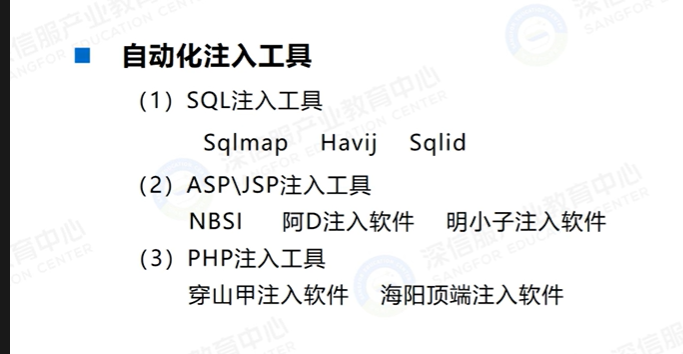 自动化注入工具
（1）SQL注入工具
Sqlmap Havij Sqlid
（2）ASP\JSP注入工具
NBSI 阿D注入软件 明小子注入软件
（3）PHP注入工具
穿山甲注入软件 海阳顶端注入软件
深信服产业教育中心
SANGFOR EDUCATION CENTER